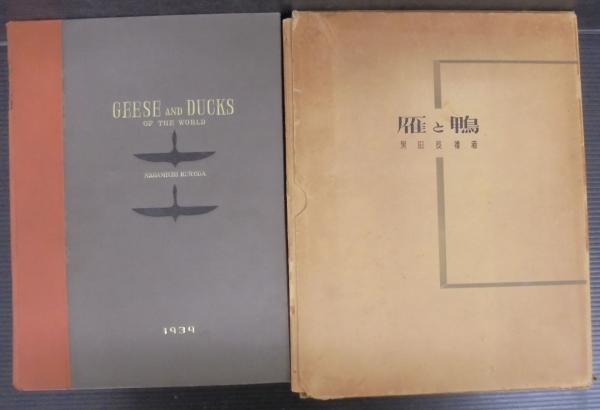 GEESE AND DUCKS
OF THE WORLD
NAGAMICHI KURODA
1939
雁と鴨
黒田長禮著